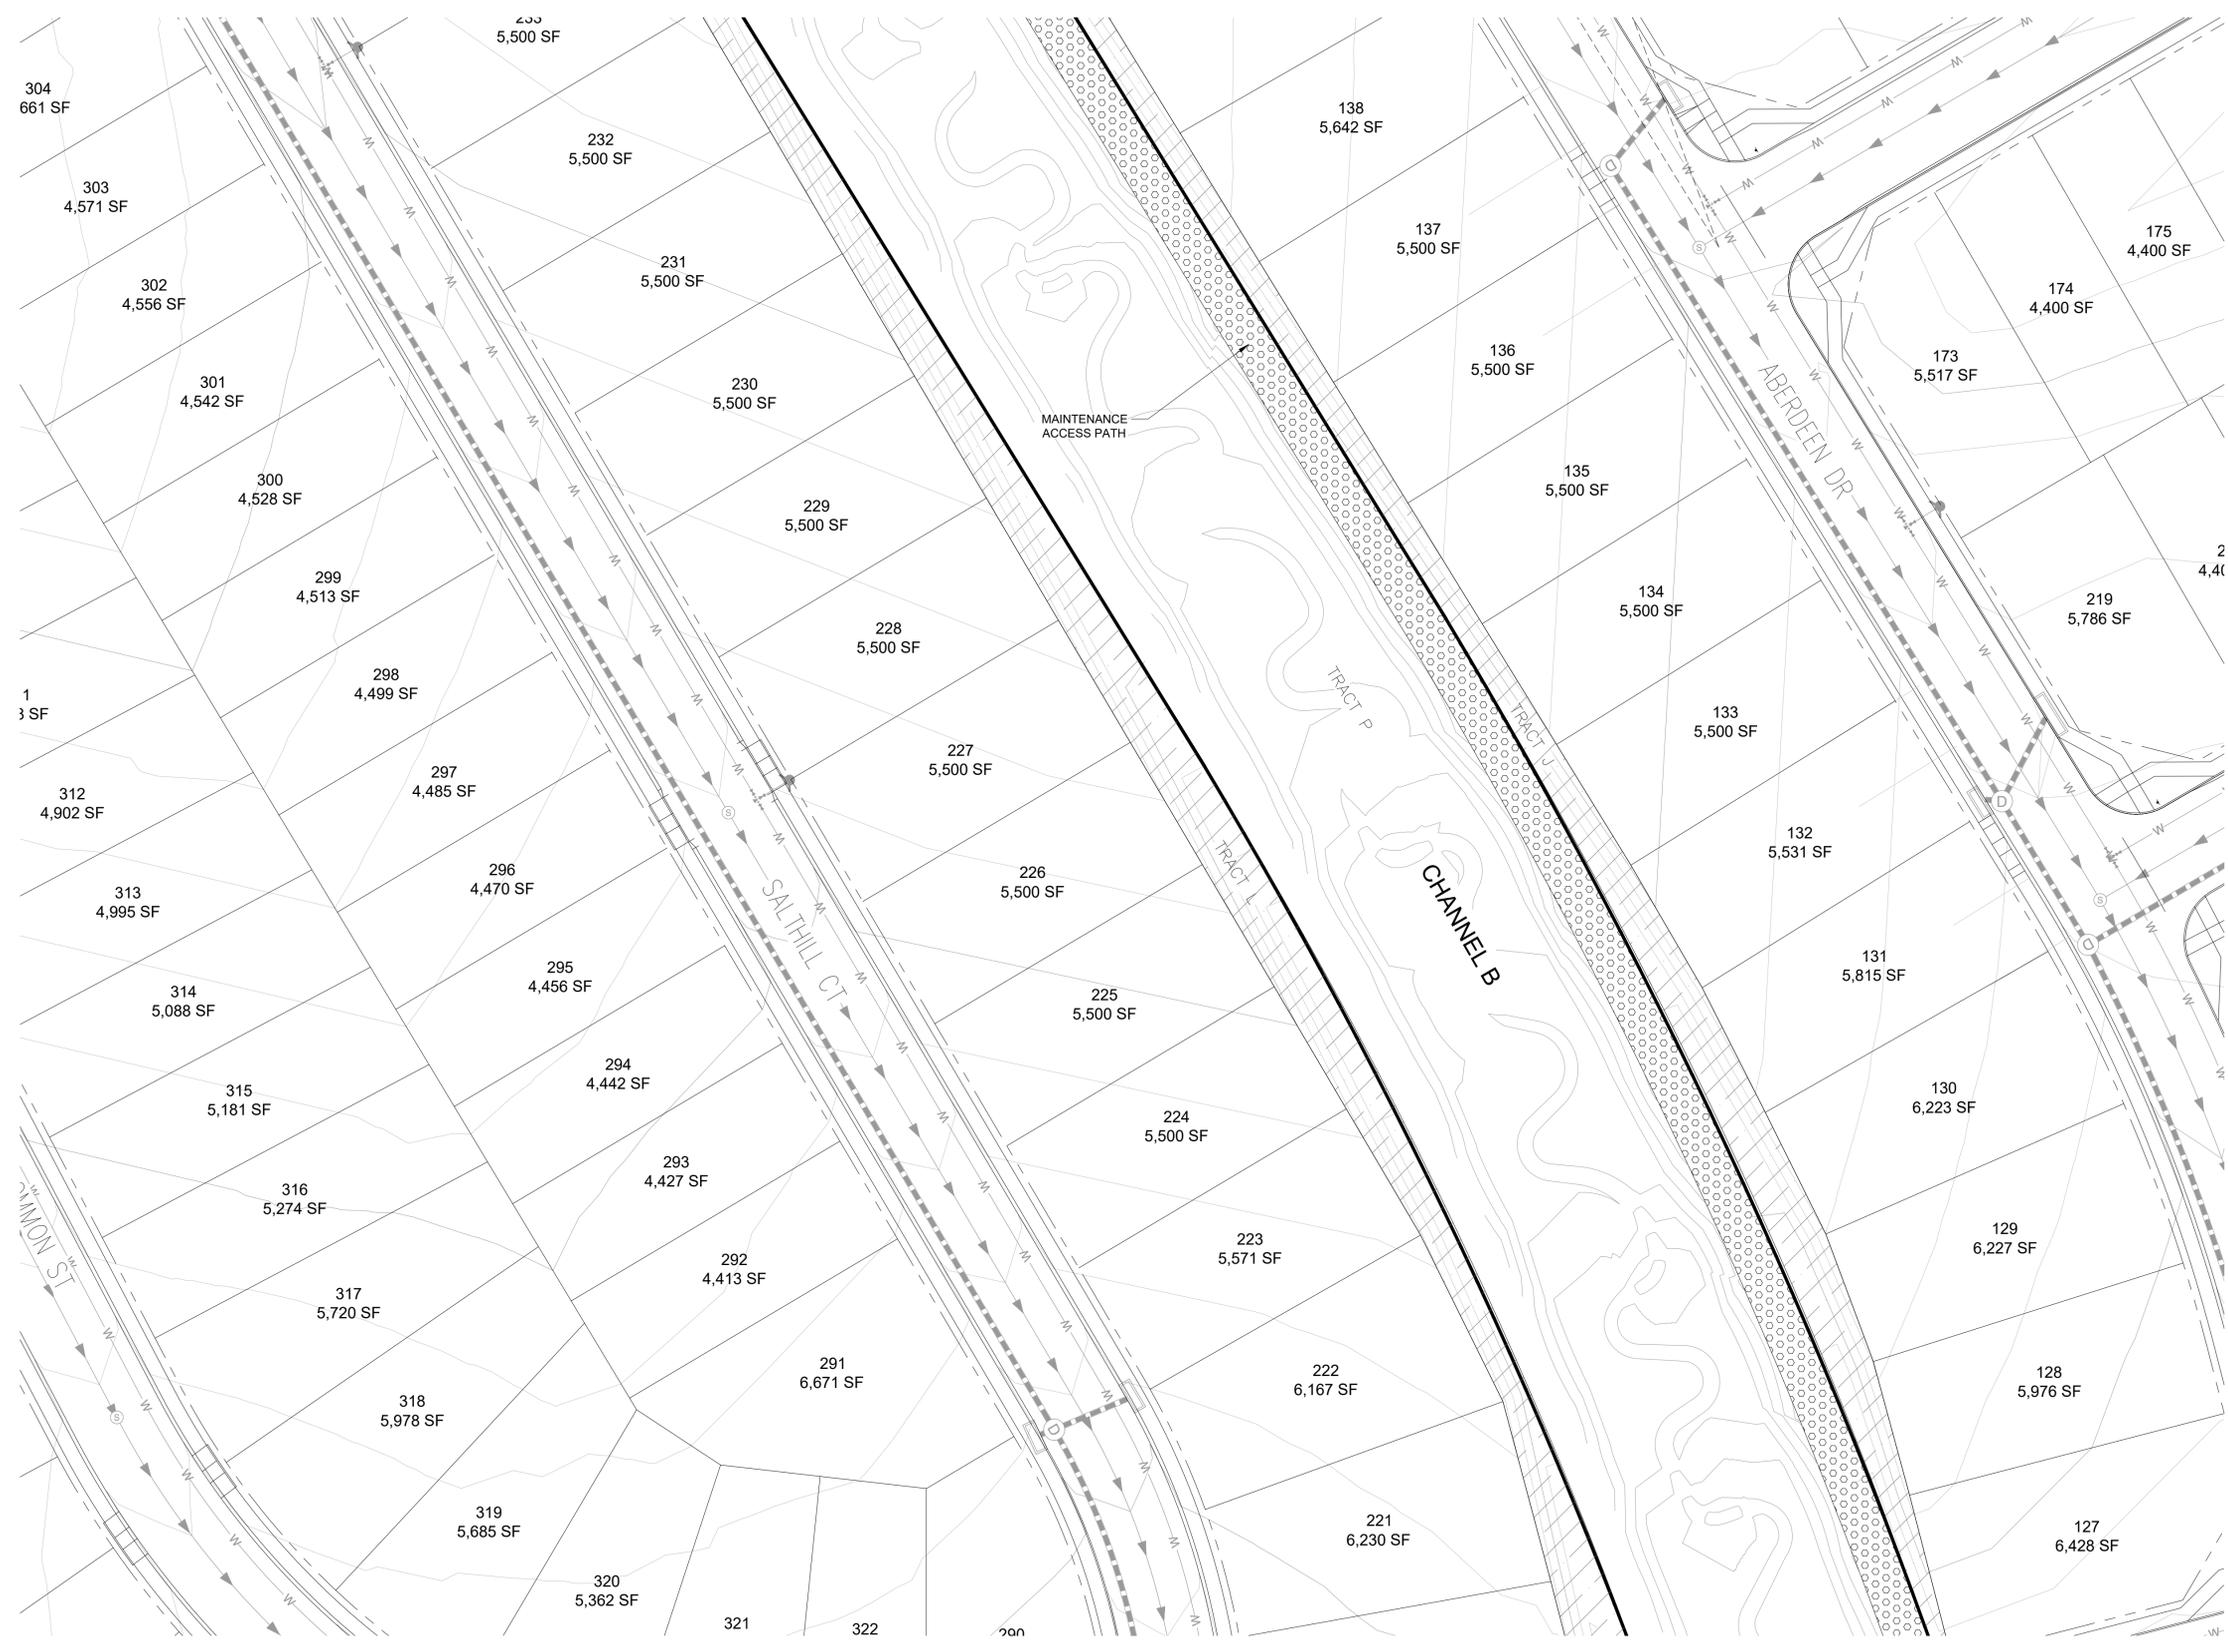 233
5,500 SF
304
661 SF
303
4,571 SF
302
4,556 SF
301
4,542 SF
300
4,528 SF
299
4,513 SF
298
4,499 SF
297
4,485 SF
296
4,470 SF
295
4,456 SF
294
4,442 SF
293
4,427 SF
292
4,413 SF
291
6,671 SF
1
3 SF
312
4,902 SF
313
4,995 SF
314
5,088 SF
315
5,181 SF
316
5,274 SF
317
5,720 SF
318
5,978 SF
319
5,685 SF
320
5,362 SF
321
322
290
OMMON ST
SALTHILL CT
232
5,500 SF
231
5,500 SF
230
5,500 SF
229
5,500 SF
228
5,500 SF
227
5,500 SF
226
5,500 SF
225
5,500 SF
224
5,500 SF
223
5,571 SF
222
6,167 SF
221
6,230 SF
TRACT L
MAINTENANCE
ACCESS PATH
TRACT P
CHANNEL B
TRACT J
138
5,642 SF
137
5,500 SF
136
5,500 SF
135
5,500 SF
134
5,500 SF
133
5,500 SF
132
5,531 SF
131
5,815 SF
130
6,223 SF
129
6,227 SF
128
5,976 SF
127
6,428 SF
ABERDEEN DR
175
4,400 SF
174
4,400 SF
173
5,517 SF
219
5,786 SF
2
4,40